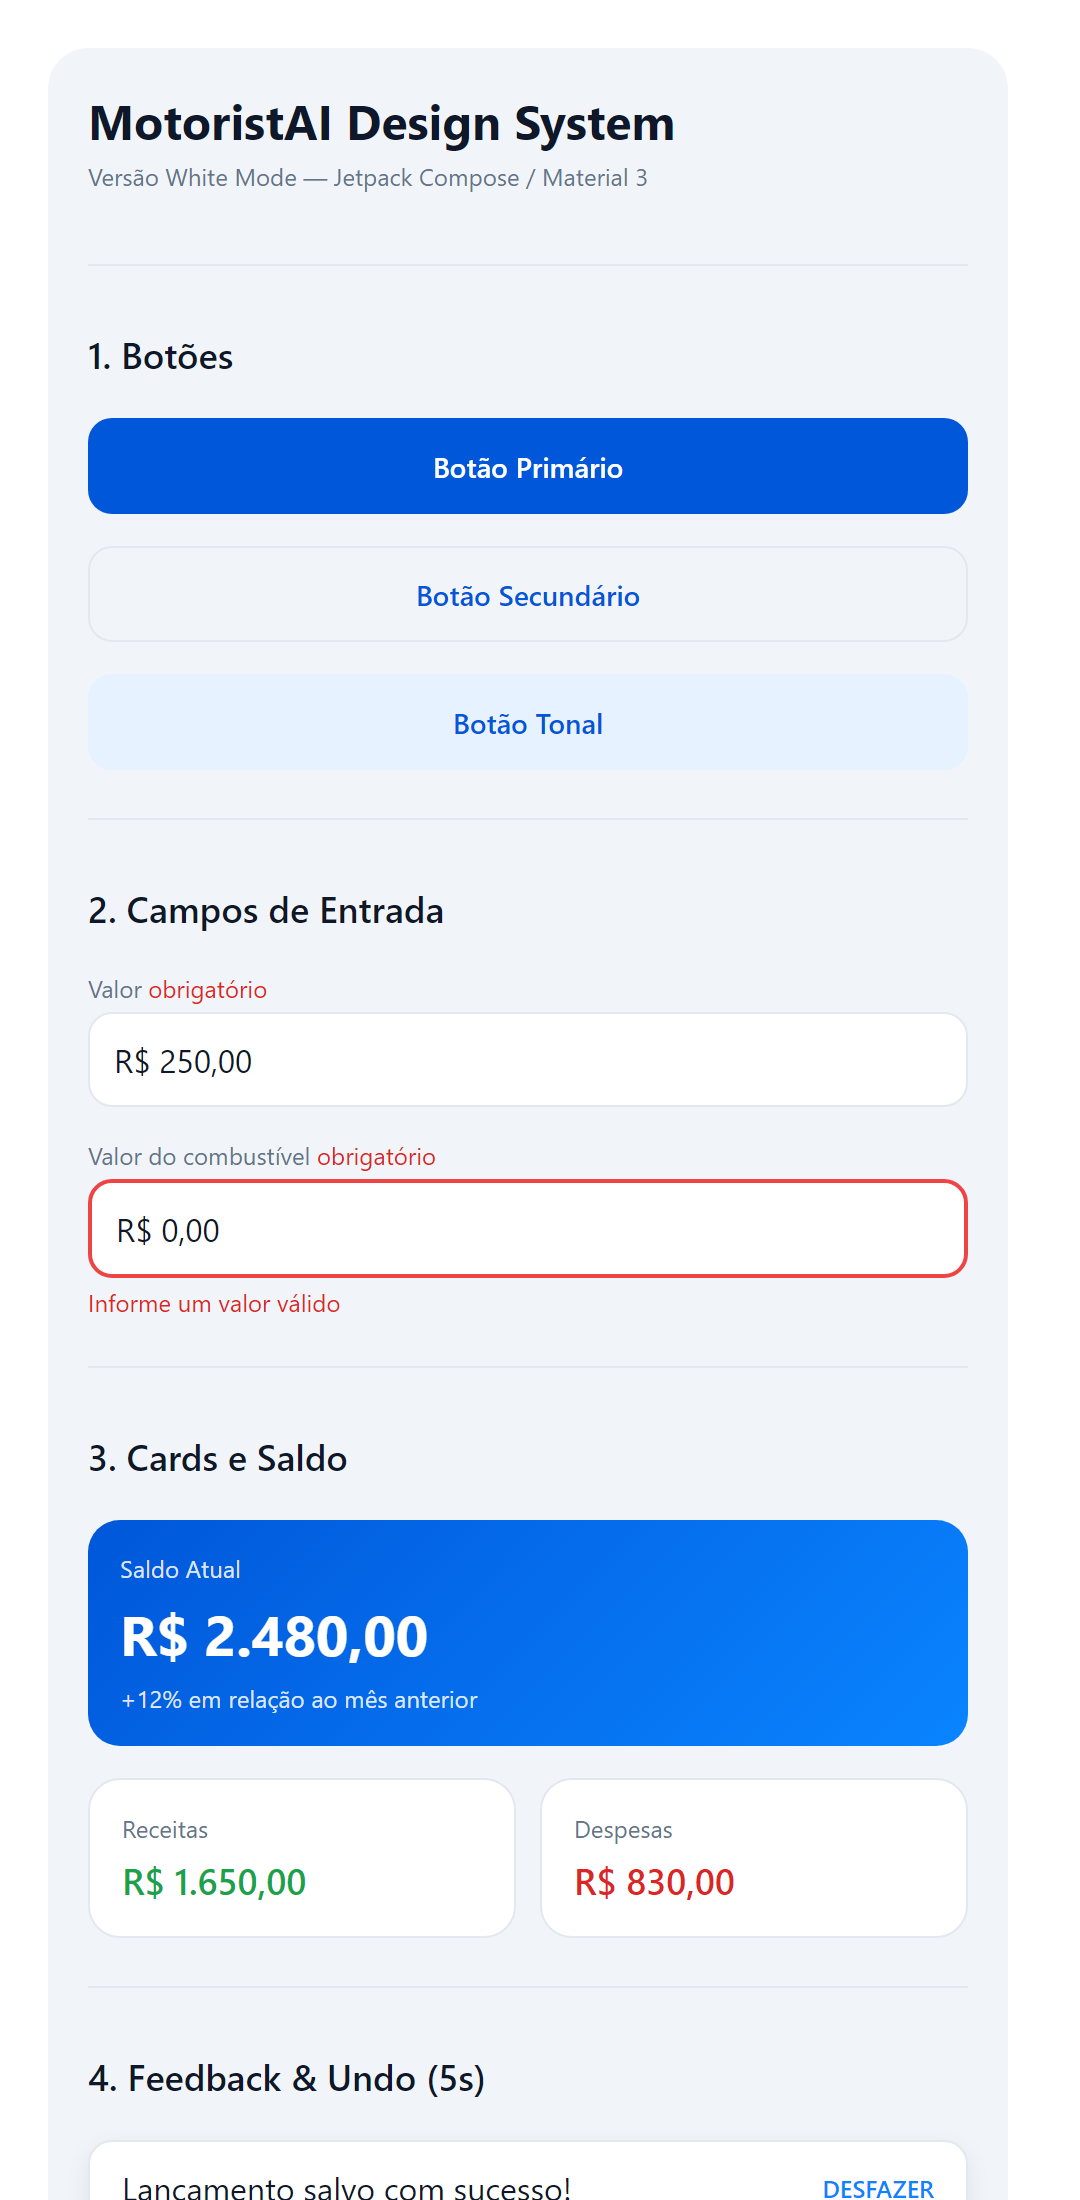 MotoristAI Design System
Versão White Mode — Jetpack Compose / Material 3
1. Botões
Botão Primário
Botão Secundário
Botão Tonal
2. Campos de Entrada
Valor obrigatório
R$ 250,00
Valor do combustível obrigatório
R$ 0,00
Informe um valor válido
3. Cards e Saldo
Saldo Atual
R$ 2.480,00
+12% em relação ao mês anterior
Receitas
R$ 1.650,00
Despesas
R$ 830,00
4. Feedback & Undo (5s)
Lançamento salvo com sucesso!
DESFAZER